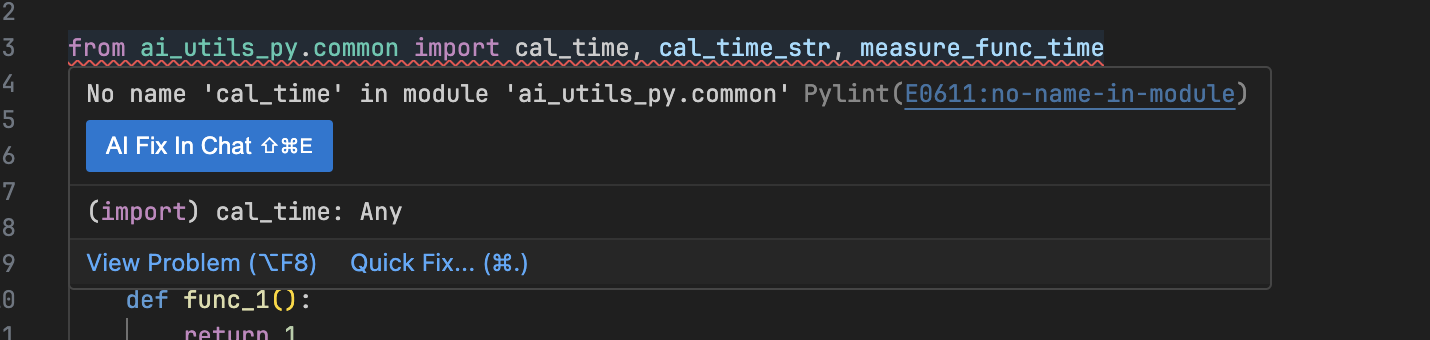 2
3 from ai_utils_py.common import cal_time, cal_time_str, measure_func_time
4 No name 'cal_time' in module 'ai_utils_py.common' Pylint(E0611:no-name-in-module)
5
AI Fix In Chat ⇧⌘E
6
7
(import) cal_time: Any
8
9 View Problem (⌥F8) Quick Fix... (⌘.)
0 def func_1():
1 return 1